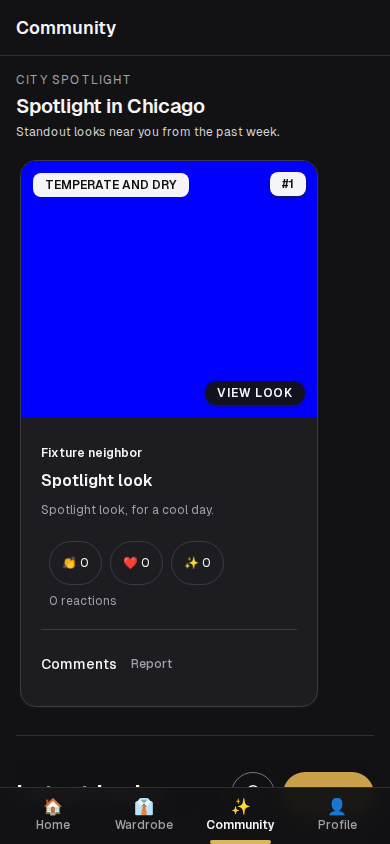 Community
CITY SPOTLIGHT
Spotlight in Chicago
Standout looks near you from the past week.
TEMPERATE AND DRY
#1
VIEW LOOK
Fixture neighbor
Spotlight look
Spotlight look, for a cool day.
👏 0 ❤️ 0 ✨ 0
0 reactions
Comments Report
Home Wardrobe Community Profile